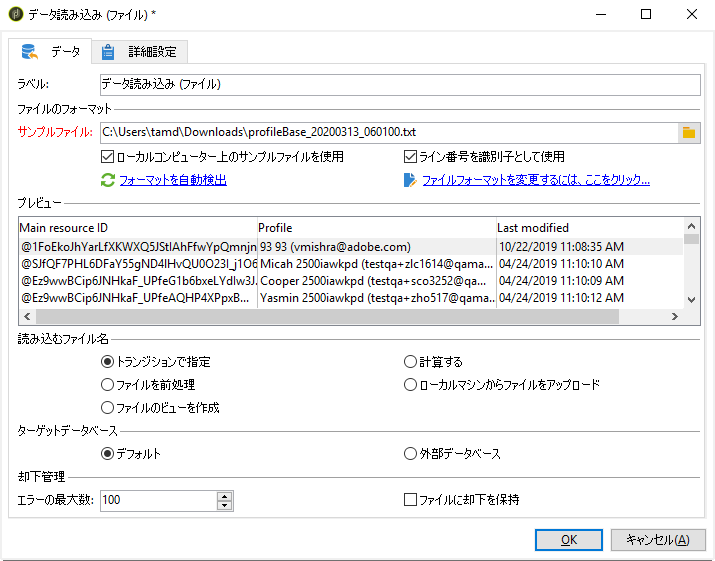 データ読み込み (ファイル) *
データ 詳細設定
ラベル: データ読み込み (ファイル)
ファイルのフォーマット
サンプルファイル: C:\Users\tamd\Downloads\profileBase_20200313_060100.txt
ローカルコンピューター上のサンプルファイルを使用 ライン番号を識別子として使用
フォーマットを自動検出 ファイルフォーマットを変更するには、ここをクリック...
プレビュー
Main resource ID Profile Last modified
@1FoEkoJhYarLfXKWXQ5JStIAhFfwYpQmnjn 93 93 (vmishra@adobe.com) 10/22/2019 11:08:35 AM
@SJfQF7PHL6DFaY55gND4IHvQU0O23I_j1O6 Micah 2500iawkpd (testqa+zlc1614@qama... 04/24/2019 11:10:10 AM
@Ez9wwBCip6JNHkaF_UPfeG1b6bxeLYdIw3J Cooper 2500iawkpd (testqa+sco3252@qa... 04/24/2019 11:10:09 AM
@Ez9wwBCip6JNHkaF_UPfeAQHP4XPpxB... Yasmin 2500iawkpd (testqa+zho517@qam... 04/24/2019 11:10:12 AM
読み込むファイル名
トランジションで指定 計算する
ファイルを前処理 ローカルマシンからファイルをアップロード
ファイルのビューを作成
ターゲットデータベース
デフォルト 外部データベース
却下管理
エラーの最大数: 100 ファイルに却下を保持
OK キャンセル(A)